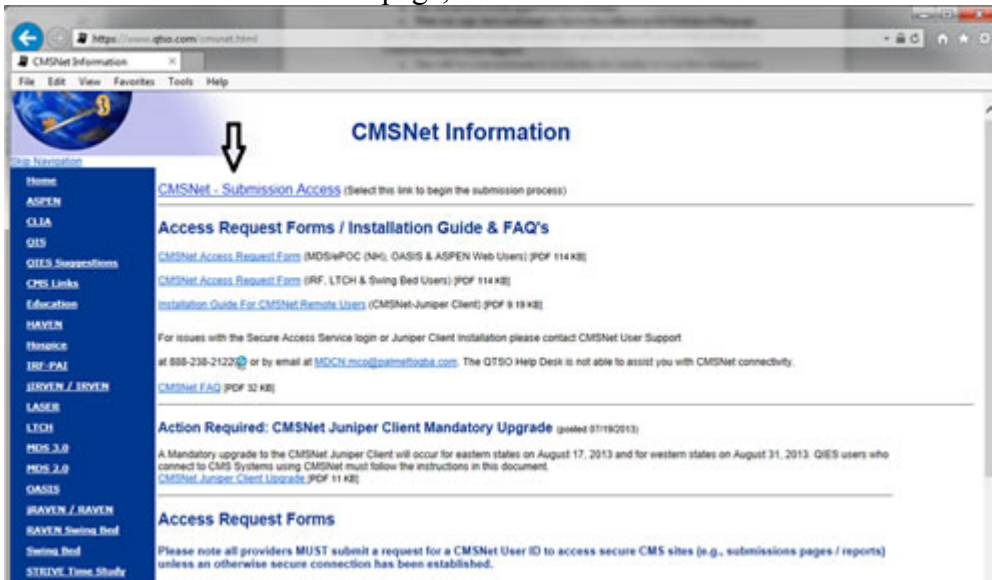 page,
https://www.qtso.com/cmsnet.html
CMSNet Information
File Edit View Favorites Tools Help
Skip Navigation
CMSNet Information
CMSNet - Submission Access (Select this link to begin the submission process)
Home
ASPEN
CLIA
QIS
QIES Suggestions
CMS Links
Education
HAVEN
Hospice
IRF-PAI
jIRVEN / IRVEN
LASER
LTCH
MDS 3.0
MDS 2.0
OASIS
jRAVEN / RAVEN
RAVEN Swing Bed
Swing Bed
STRIVE Time Study
Access Request Forms / Installation Guide & FAQ's
CMSNet Access Request Form (MDS/ePOC (NH), OASIS & ASPEN Web Users) [PDF 114 KB]
CMSNet Access Request Form (IRF, LTCH & Swing Bed Users) [PDF 114 KB]
Installation Guide For CMSNet Remote Users (CMSNet-Juniper Client) [PDF 9 19 KB]
For issues with the Secure Access Service login or Juniper Client Installation please contact CMSNet User Support
at 888-238-2122 or by email at MDCN.mco@palmettogba.com. The QTSO Help Desk is not able to assist you with CMSNet connectivity.
CMSNet FAQ [PDF 32 KB]
Action Required: CMSNet Juniper Client Mandatory Upgrade (posted 07/19/2013)
A Mandatory upgrade to the CMSNet Juniper Client will occur for eastern states on August 17, 2013 and for western states on August 31, 2013. QIES users who
connect to CMS Systems using CMSNet must follow the instructions in this document.
CMSNet Juniper Client Upgrade [PDF 11 KB]
Access Request Forms
Please note all providers MUST submit a request for a CMSNet User ID to access secure CMS sites (e.g., submissions pages / reports)
unless an otherwise secure connection has been established.